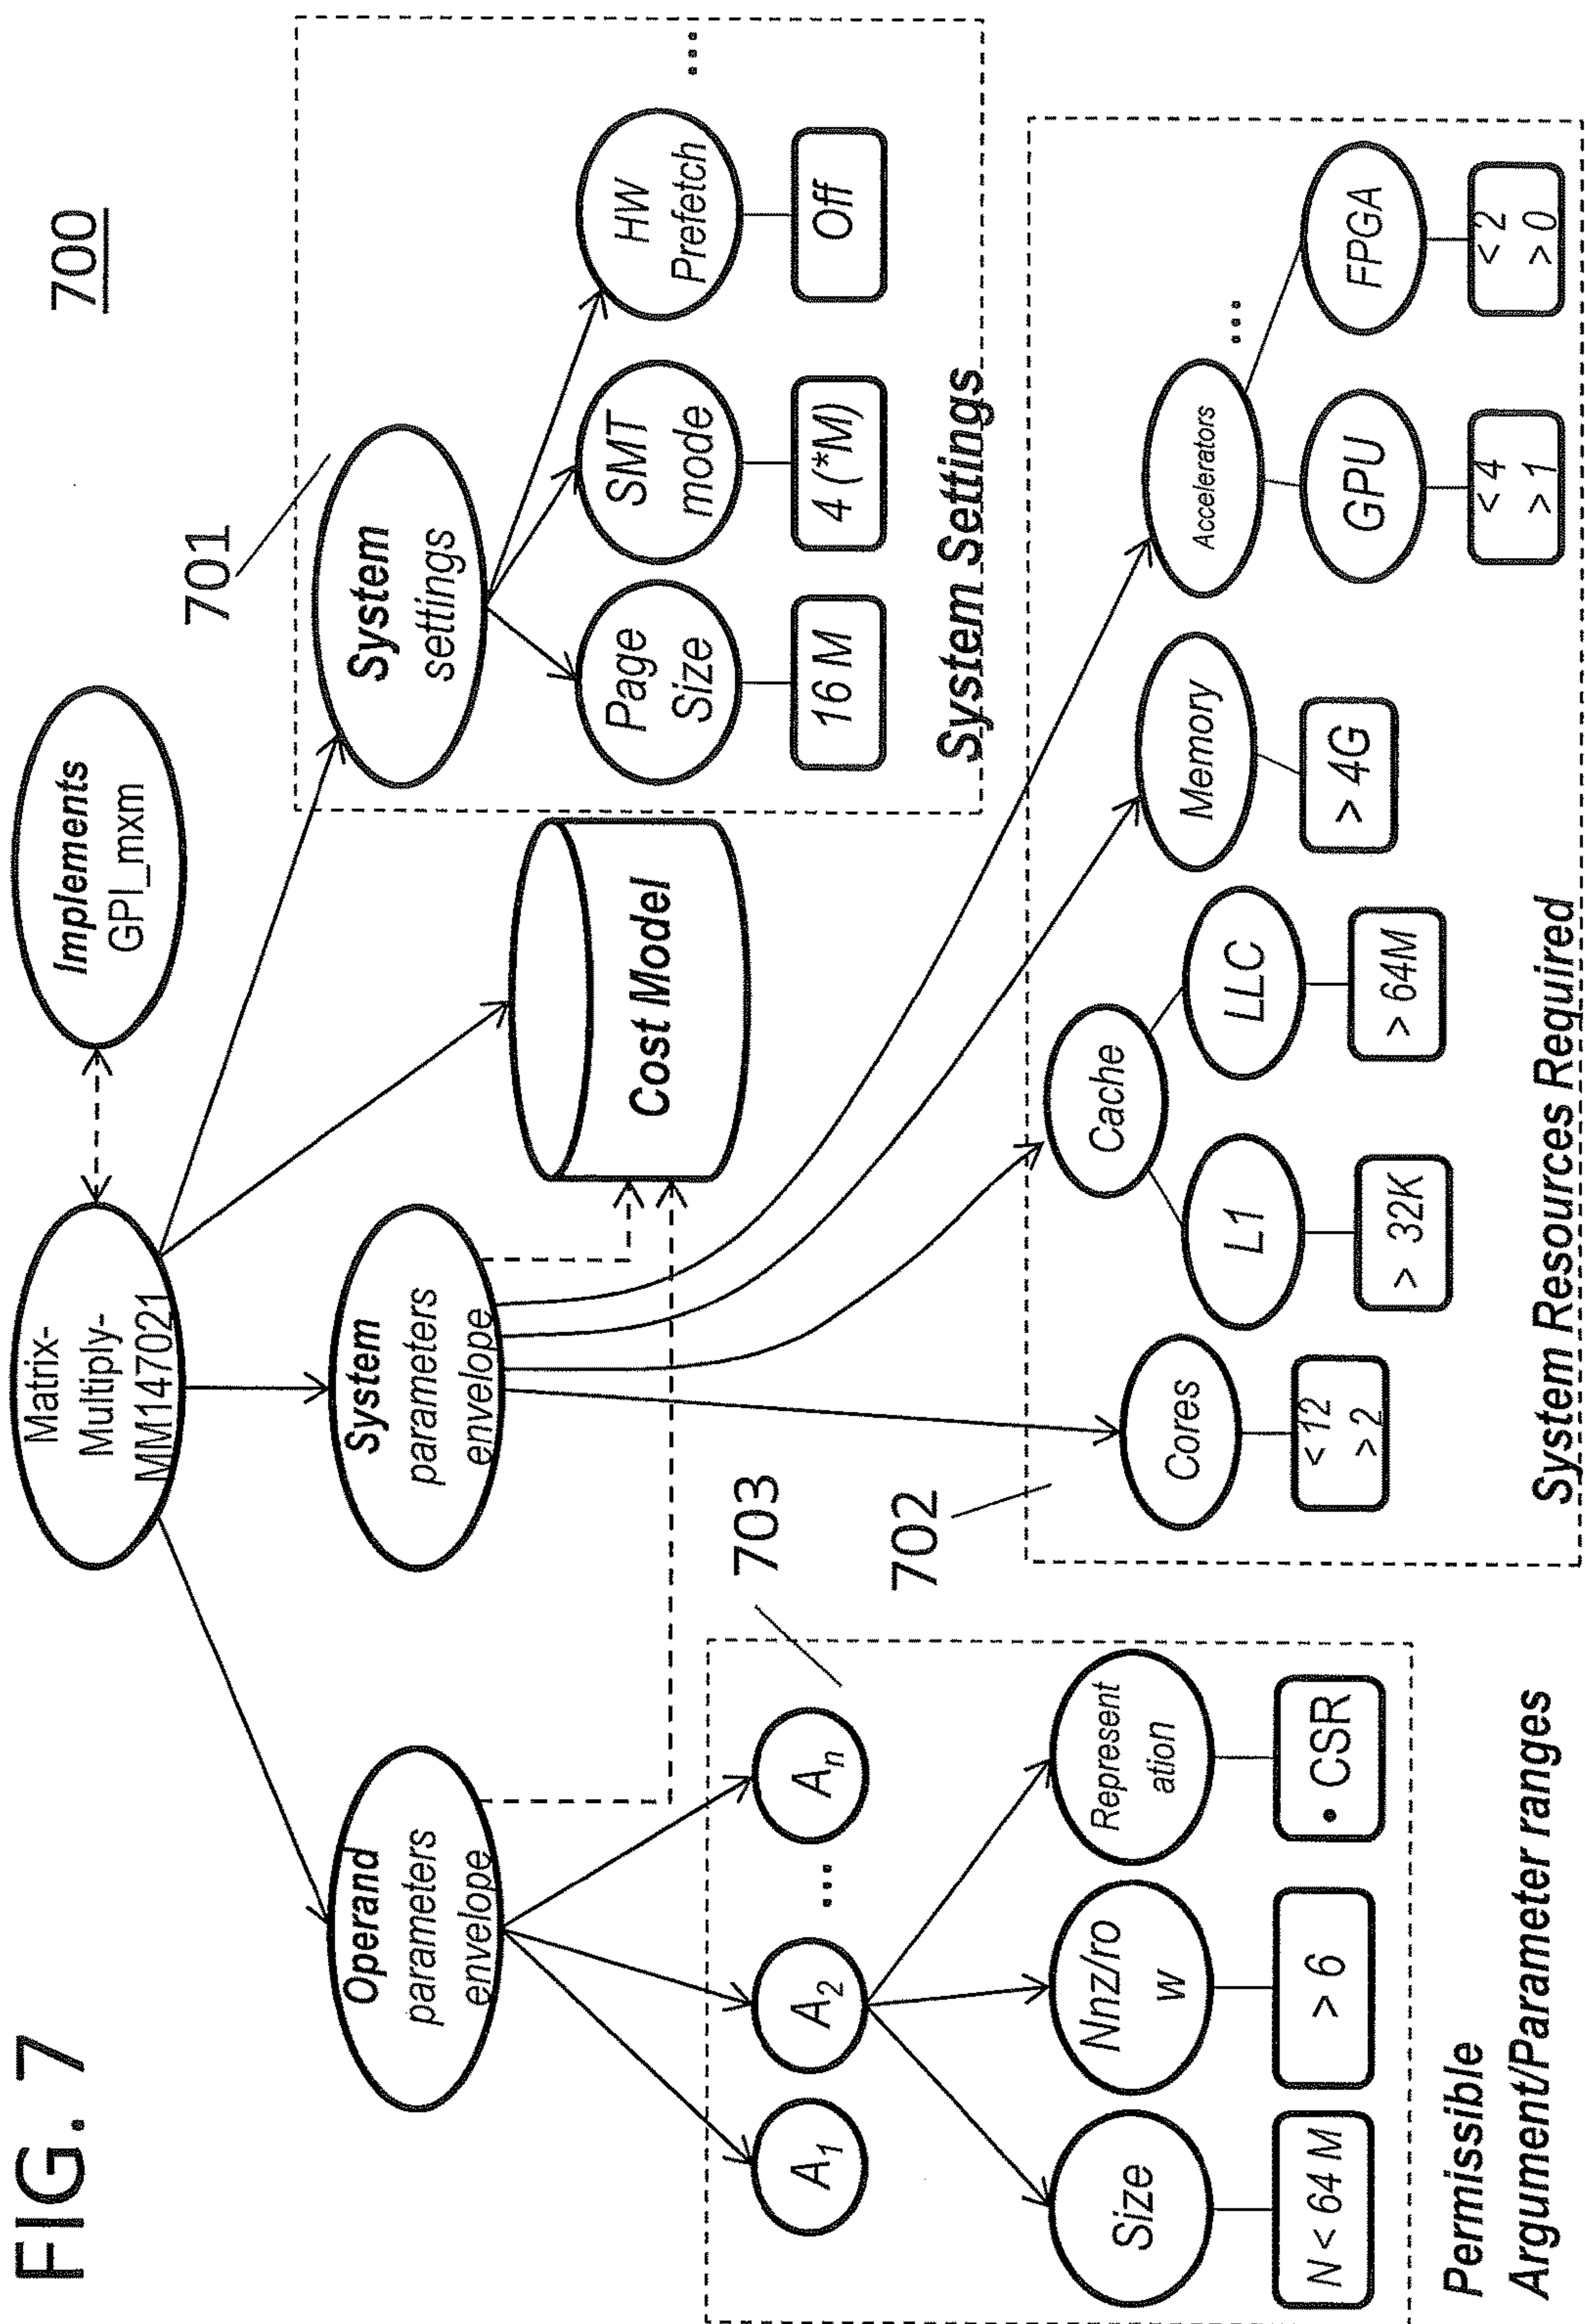 FIG. 7
700
Matrix-
Multiply-
MM147021
Implements
GPI_mxm
701
Operand
parameters
envelope
System
parameters
envelope
Cost Model
System
settings
Page
Size
SMT
mode
HW
Prefetch
...
16 M
4 (*M)
Off
System Settings
703
A1
A2
...
An
Size
Nnz/ro
w
Represent
ation
N < 64 M
> 6
• CSR
Permissible
Argument/Parameter ranges
702
Cores
Cache
Memory
Accelerators
...
L1
LLC
GPU
FPGA
< 12
> 2
> 32K
> 64M
> 4G
< 4
> 1
< 2
> 0
System Resources Required